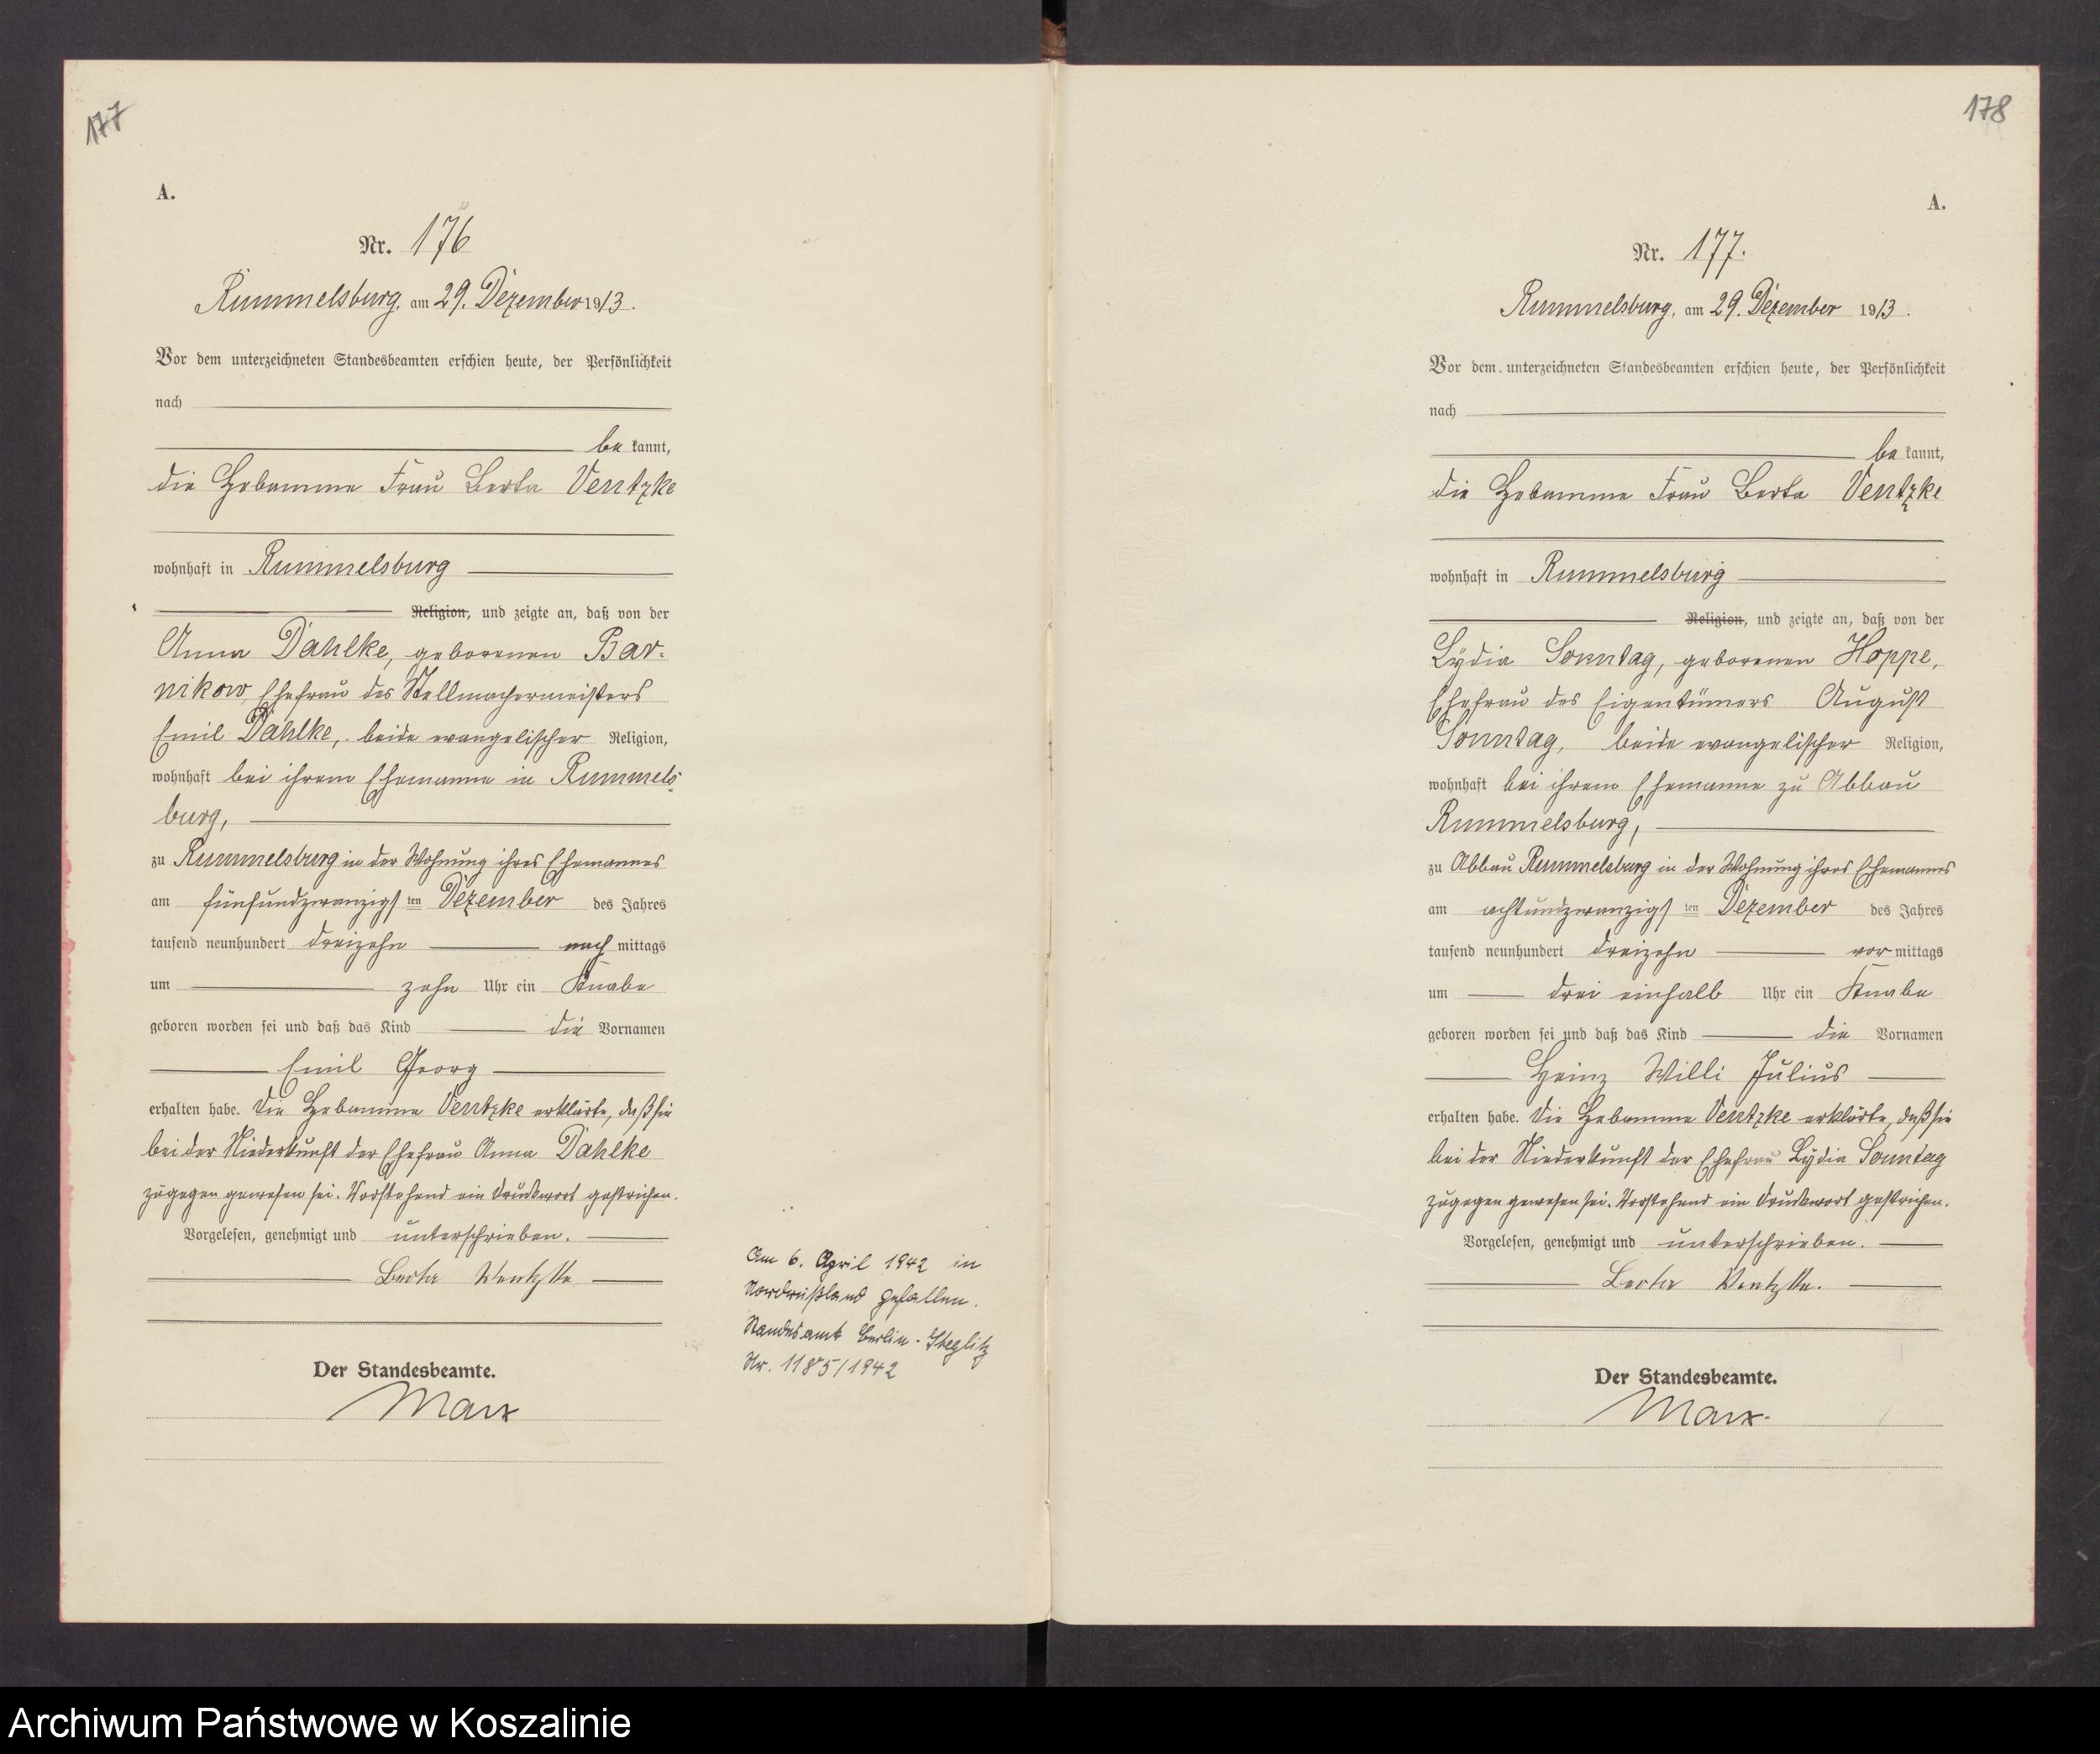 177
A.
Nr. 176
Rummelsburg, am 29. Dezember 1913.
Vor dem unterzeichneten Standesbeamten erschien heute, der Persönlichkeit
nach
be kannt,
die Hebamme Frau Berta Ventzke
wohnhaft in Rummelsburg
Religion, und zeigte an, daß von der
Anna Dahlke, geborenen Bar-
nikow, Ehefrau des Stellmachermeisters
Emil Dahlke, beide evangelischer Religion,
wohnhaft bei ihrem Ehemanne in Rummels-
burg,
zu Rummelsburg in der Wohnung ihres Ehemannes
am fünfundzwanzigsten Dezember des Jahres
tausend neunhundert dreizehn nach mittags
um zehn Uhr ein Knabe
geboren worden sei und daß das Kind die Vornamen
Emil Georg
erhalten habe. Die Hebamme Ventzke erklärte, daß sie
bei der Niederkunft der Ehefrau Anna Dahlke
zugegen gewesen sei. Vorstehend ein Druckwort gestrichen.
Vorgelesen, genehmigt und unterschrieben.
Berta Ventzke
Der Standesbeamte.
Marx
Am 6. April 1942 in
Nordrußland gefallen.
Standesamt Berlin-Steglitz
Nr. 1185/1942
178
A.
Nr. 177.
Rummelsburg, am 29. Dezember 1913.
Vor dem unterzeichneten Standesbeamten erschien heute, der Persönlichkeit
nach
be kannt,
die Hebamme Frau Berta Ventzke
wohnhaft in Rummelsburg
Religion, und zeigte an, daß von der
Lydia Sonntag, geborenen Hoppe,
Ehefrau des Eigentümers August
Sonntag, beide evangelischer Religion,
wohnhaft bei ihrem Ehemanne zu Abbau
Rummelsburg,
zu Abbau Rummelsburg in der Wohnung ihres Ehemannes
am achtundzwanzigsten Dezember des Jahres
tausend neunhundert dreizehn vor mittags
um drei einhalb Uhr ein Knabe
geboren worden sei und daß das Kind die Vornamen
Heinz Willi Julius
erhalten habe. Die Hebamme Ventzke erklärte, daß sie
bei der Niederkunft der Ehefrau Lydia Sonntag
zugegen gewesen sei. Vorstehend ein Druckwort gestrichen.
Vorgelesen, genehmigt und unterschrieben.
Berta Ventzke.
Der Standesbeamte.
Marx.
Archiwum Państwowe w Koszalinie